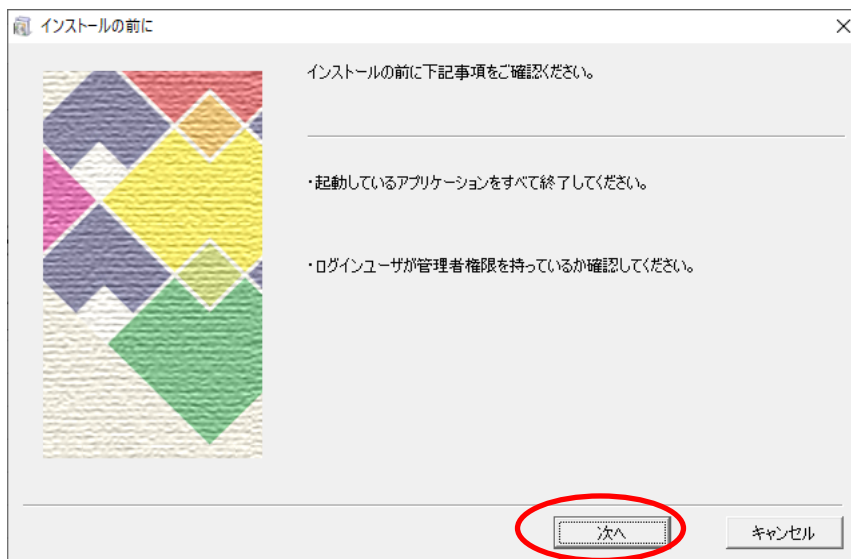 インストールの前に
インストールの前に下記事項をご確認ください。
・起動しているアプリケーションをすべて終了してください。
・ログインユーザが管理者権限を持っているか確認してください。
次へ
キャンセル